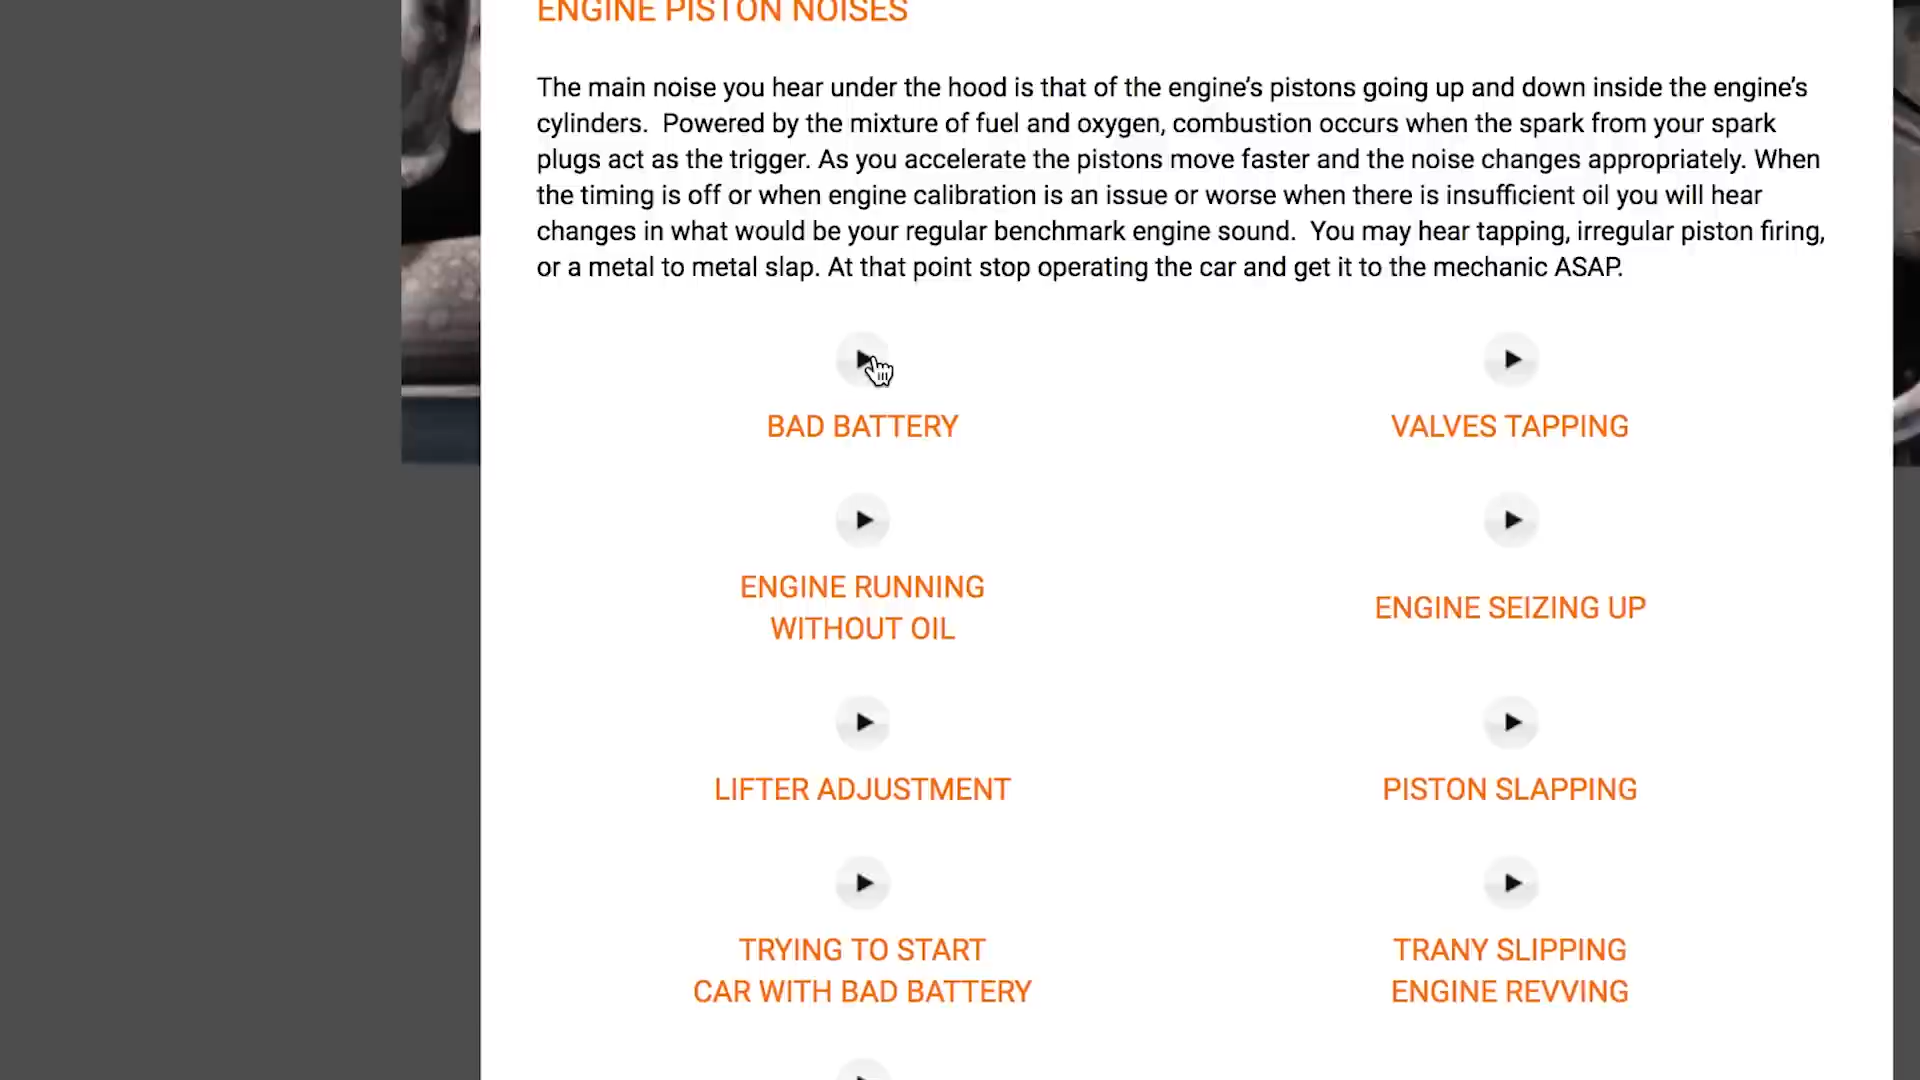 ENGINE PISTON NOISES
The main noise you hear under the hood is that of the engine’s pistons going up and down inside the engine’s
cylinders.  Powered by the mixture of fuel and oxygen, combustion occurs when the spark from your spark
plugs act as the trigger. As you accelerate the pistons move faster and the noise changes appropriately. When
the timing is off or when engine calibration is an issue or worse when there is insufficient oil you will hear
changes in what would be your regular benchmark engine sound.  You may hear tapping, irregular piston firing,
or a metal to metal slap. At that point stop operating the car and get it to the mechanic ASAP.
BAD BATTERY
VALVES TAPPING
ENGINE RUNNING
WITHOUT OIL
ENGINE SEIZING UP
LIFTER ADJUSTMENT
PISTON SLAPPING
TRYING TO START
CAR WITH BAD BATTERY
TRANY SLIPPING
ENGINE REVVING